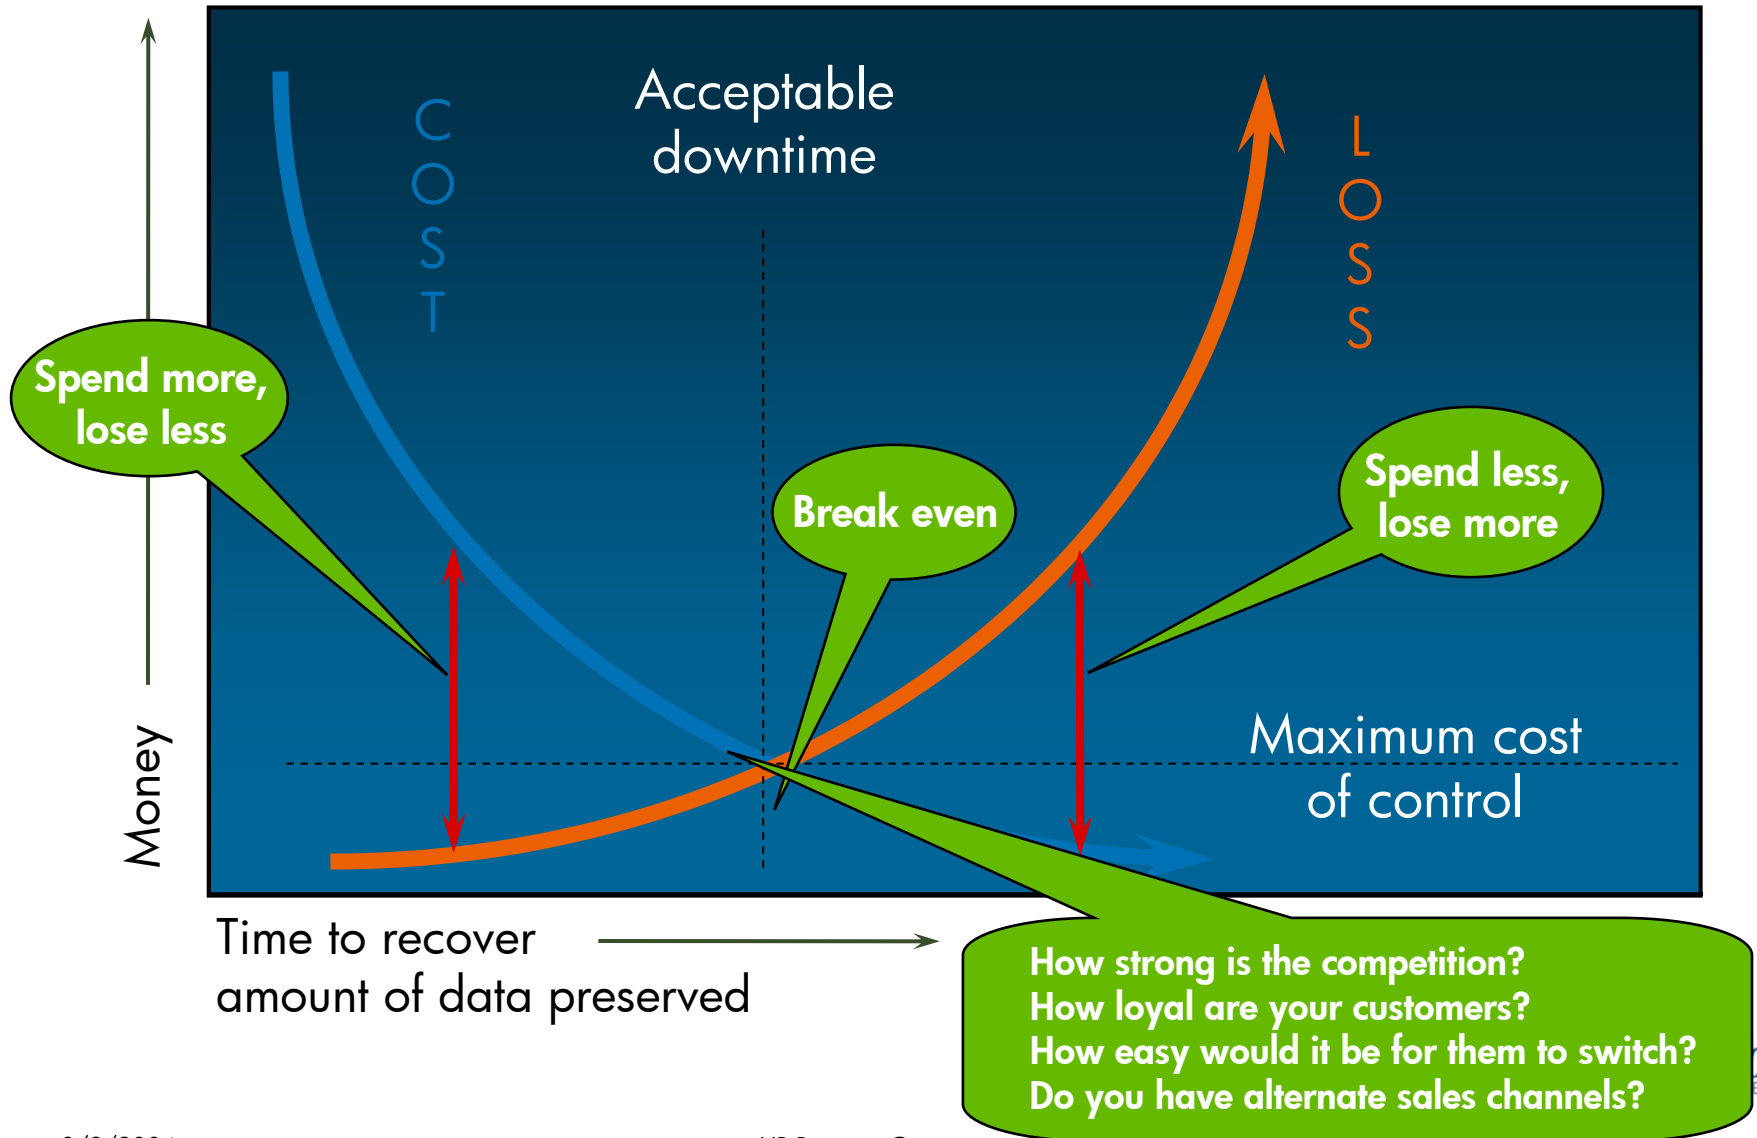 Acceptable
downtime
COST
LOSS
Spend more,
lose less
Break even
Spend less,
lose more
Maximum cost
of control
Money
Time to recover
amount of data preserved
How strong is the competition?
How loyal are your customers?
How easy would it be for them to switch?
Do you have alternate sales channels?